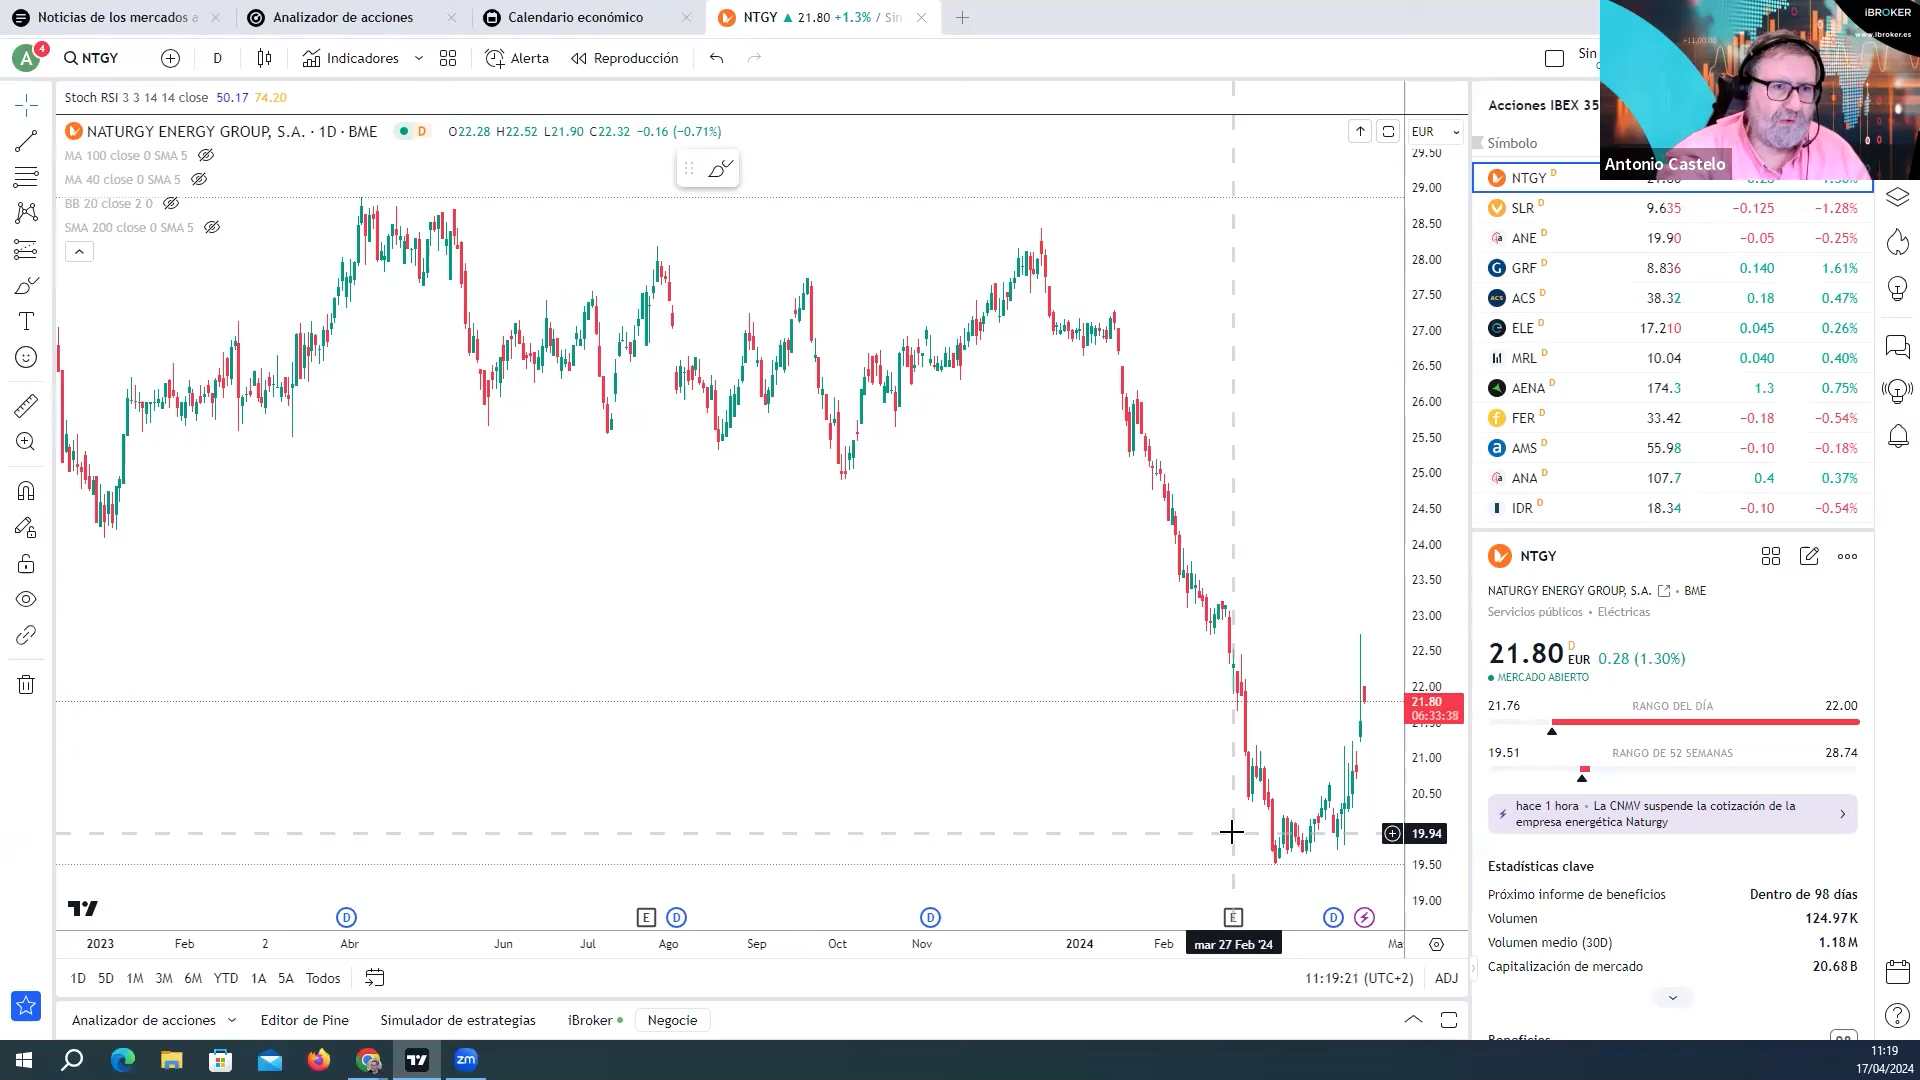 Noticias de los mercados a
Analizador de acciones
Calendario económico
NTGY ▲ 21.80 +1.3% / Sin
iBROKER
www.ibroker.es
A 4
NTGY
D
Indicadores
Alerta
Reproducción
Sin
Antonio Castelo
Stoch RSI 3 3 14 14 close 50.17 74.20
NATURGY ENERGY GROUP, S.A. · 1D · BME D O22.28 H22.52 L21.90 C22.32 −0.16 (−0.71%)
MA 100 close 0 SMA 5
MA 40 close 0 SMA 5
BB 20 close 2 0
SMA 200 close 0 SMA 5
EUR
29.50
29.00
28.50
28.00
27.50
27.00
26.50
26.00
25.50
25.00
24.50
24.00
23.50
23.00
22.50
22.00
21.80
06:33:38
21.00
20.50
19.94
19.50
19.00
D E D D E D
2023 Feb 2 Abr Jun Jul Ago Sep Oct Nov 2024 Feb mar 27 Feb '24 Ma
1D 5D 1M 3M 6M YTD 1A 5A Todos
11:19:21 (UTC+2) ADJ
Analizador de acciones Editor de Pine Simulador de estrategias iBroker Negocie
Acciones IBEX 35
Símbolo
NTGY D
SLR D 9.635 −0.125 −1.28%
ANE D 19.90 −0.05 −0.25%
GRF D 8.836 0.140 1.61%
ACS D 38.32 0.18 0.47%
ELE D 17.210 0.045 0.26%
MRL D 10.04 0.040 0.40%
AENA D 174.3 1.3 0.75%
FER D 33.42 −0.18 −0.54%
AMS D 55.98 −0.10 −0.18%
ANA D 107.7 0.4 0.37%
IDR D 18.34 −0.10 −0.54%
NTGY
NATURGY ENERGY GROUP, S.A. • BME
Servicios públicos • Eléctricas
21.80 D EUR 0.28 (1.30%)
MERCADO ABIERTO
21.76 RANGO DEL DÍA 22.00
19.51 RANGO DE 52 SEMANAS 28.74
hace 1 hora • La CNMV suspende la cotización de la
empresa energética Naturgy
Estadísticas clave
Próximo informe de beneficios Dentro de 98 días
Volumen 124.97K
Volumen medio (30D) 1.18M
Capitalización de mercado 20.68B
zm
11:19
17/04/2024